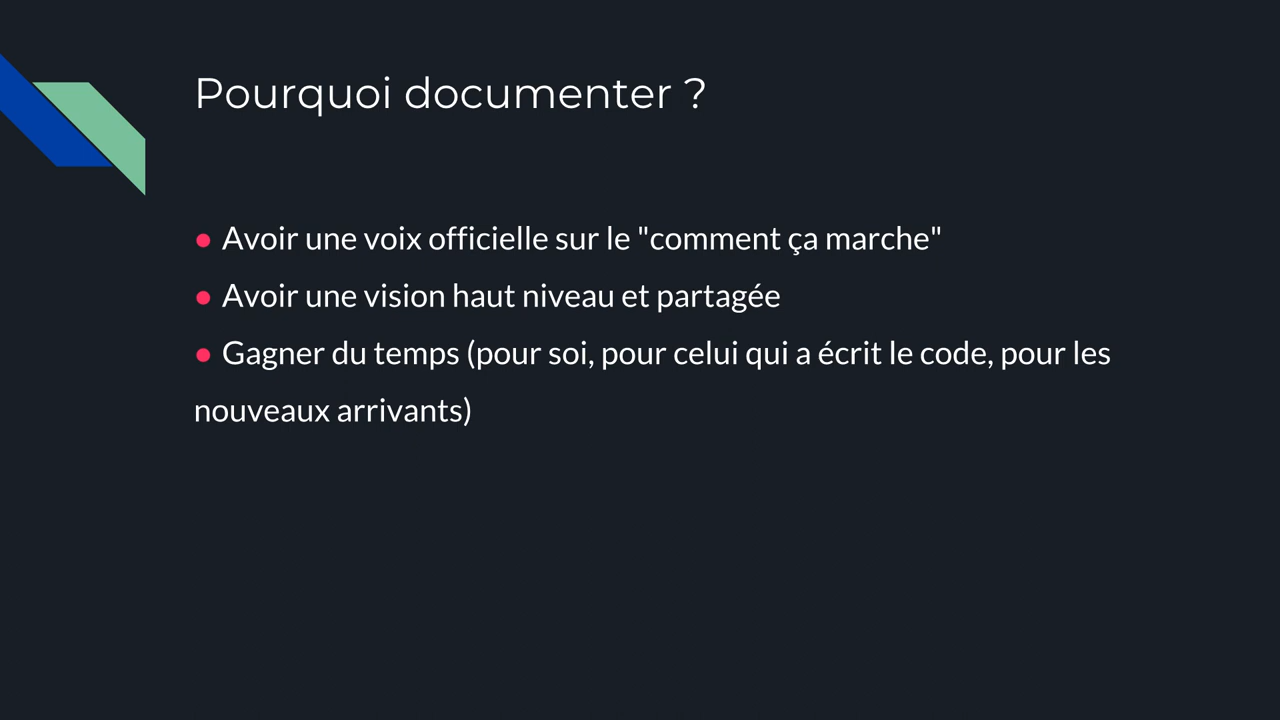 Pourquoi documenter ?
● Avoir une voix officielle sur le "comment ça marche"
● Avoir une vision haut niveau et partagée
● Gagner du temps (pour soi, pour celui qui a écrit le code, pour les
nouveaux arrivants)